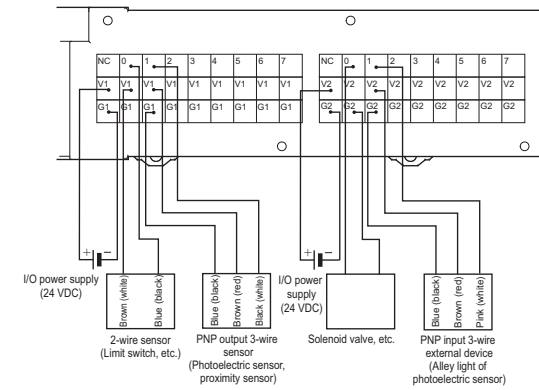 NC 0 1 2 3 4 5 6 7
V1 V1 V1 V1 V1 V1 V1 V1 V1
G1 G1 G1 G1 G1 G1 G1 G1 G1
NC 0 1 2 3 4 5 6 7
V2 V2 V2 V2 V2 V2 V2 V2 V2
G2 G2 G2 G2 G2 G2 G2 G2 G2
+ −
I/O power supply
(24 VDC)
Brown (white)
Blue (black)
2-wire sensor
(Limit switch, etc.)
Blue (black)
Brown (red)
Black (white)
PNP output 3-wire
sensor
(Photoelectric sensor,
proximity sensor)
+ −
I/O power
supply
(24 VDC)
Solenoid valve, etc.
Blue (black)
Brown (red)
Pink (white)
PNP input 3-wire
external device
(Alley light of
photoelectric sensor)